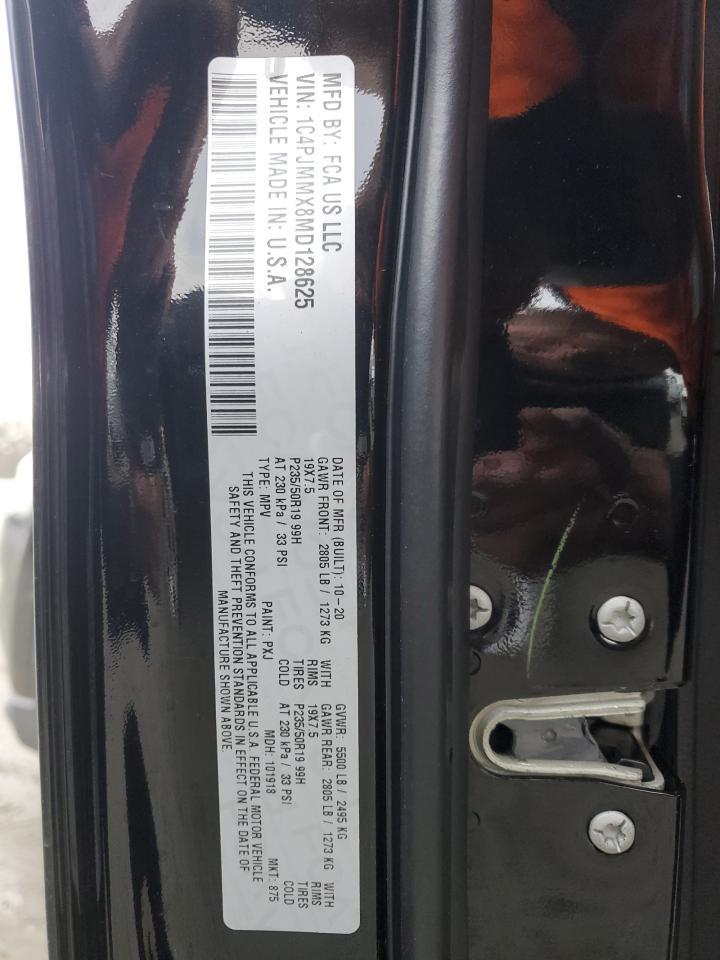 MFD BY: FCA US LLC
VIN: 1C4PJMMX8MD128625
VEHICLE MADE IN: U.S.A.
DATE OF MFR (BUILT): 10-20 GVWR: 5500 LB / 2495 KG
GAWR FRONT: 2805 LB / 1273 KG WITH GAWR REAR: 2805 LB / 1273 KG WITH
19X7.5 RIMS 19X7.5 RIMS
P235/50R19 99H TIRES P235/50R19 99H TIRES
AT 230 kPa / 33 PSI COLD AT 230 kPa / 33 PSI COLD
TYPE: MPV PAINT: PXJ MDH: 101918 MKT: 875
THIS VEHICLE CONFORMS TO ALL APPLICABLE U.S.A. FEDERAL MOTOR VEHICLE
SAFETY AND THEFT PREVENTION STANDARDS IN EFFECT ON THE DATE OF
MANUFACTURE SHOWN ABOVE.